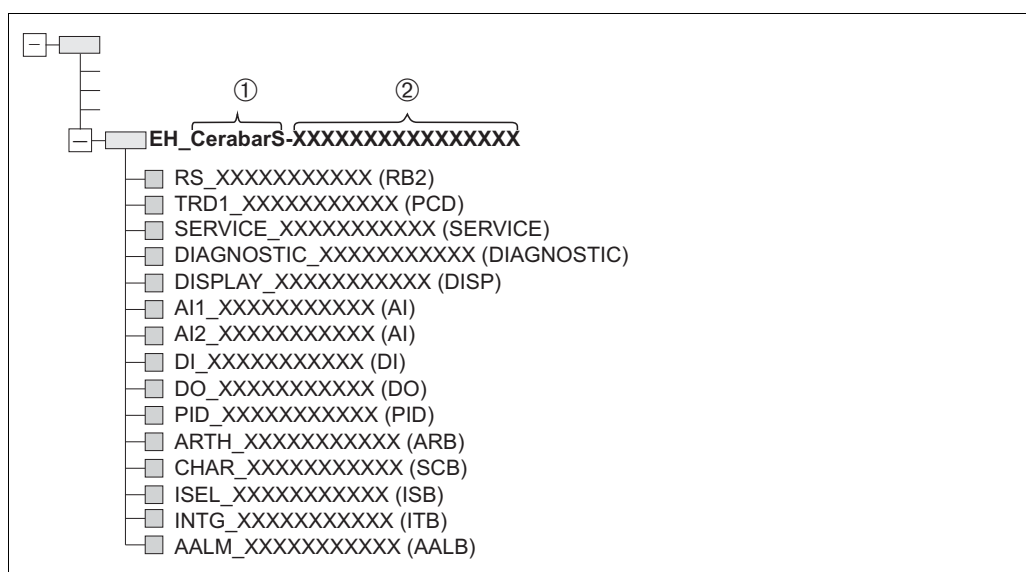 ① ②
EH_CerabarS-XXXXXXXXXXXXXXXX
RS_XXXXXXXXXXX (RB2)
TRD1_XXXXXXXXXXX (PCD)
SERVICE_XXXXXXXXXXX (SERVICE)
DIAGNOSTIC_XXXXXXXXXXX (DIAGNOSTIC)
DISPLAY_XXXXXXXXXXX (DISP)
AI1_XXXXXXXXXXX (AI)
AI2_XXXXXXXXXXX (AI)
DI_XXXXXXXXXXX (DI)
DO_XXXXXXXXXXX (DO)
PID_XXXXXXXXXXX (PID)
ARTH_XXXXXXXXXXX (ARB)
CHAR_XXXXXXXXXXX (SCB)
ISEL_XXXXXXXXXXX (ISB)
INTG_XXXXXXXXXXX (ITB)
AALM_XXXXXXXXXXX (AALB)